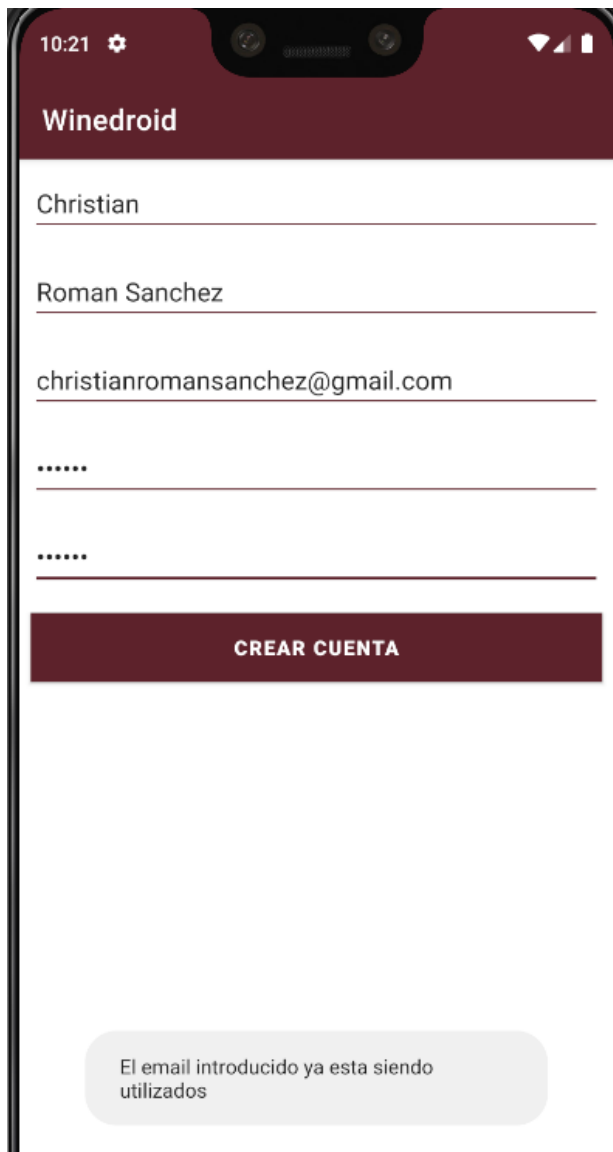 10:21
Winedroid
Christian
Roman Sanchez
christianromansanchez@gmail.com
••••••
••••••
CREAR CUENTA
El email introducido ya esta siendo
utilizados